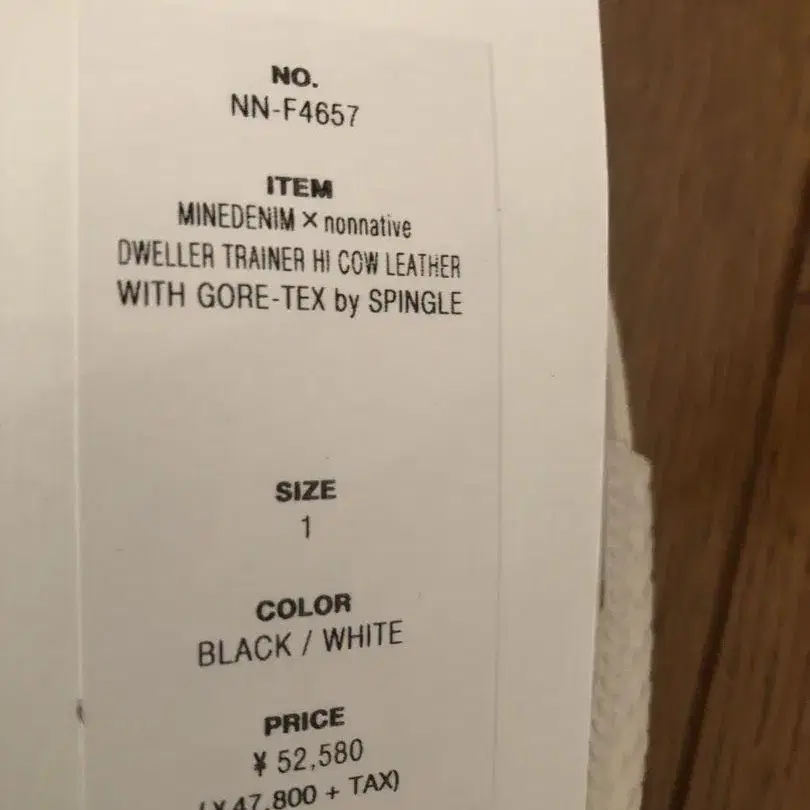 NO.
NN-F4657
ITEM
MINEDENIM × nonnative
DWELLER TRAINER HI COW LEATHER
WITH GORE-TEX by SPINGLE
SIZE
1
COLOR
BLACK / WHITE
PRICE
¥ 52,580
(¥ 47,800 + TAX)